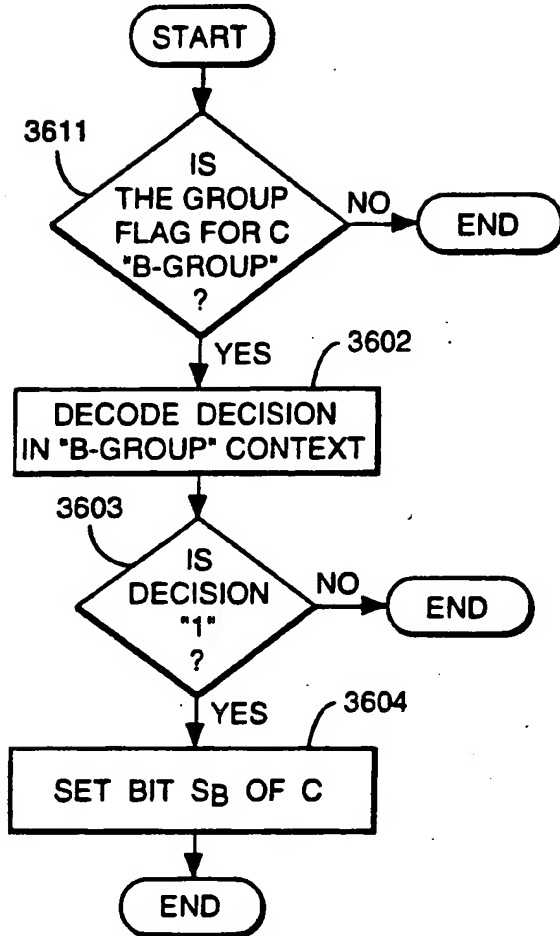 START
3611
IS
THE GROUP
FLAG FOR C
"B-GROUP"
?
NO
END
YES
3602
DECODE DECISION
IN "B-GROUP" CONTEXT
3603
IS
DECISION
"1"
?
NO
END
YES
3604
SET BIT SB OF C
END